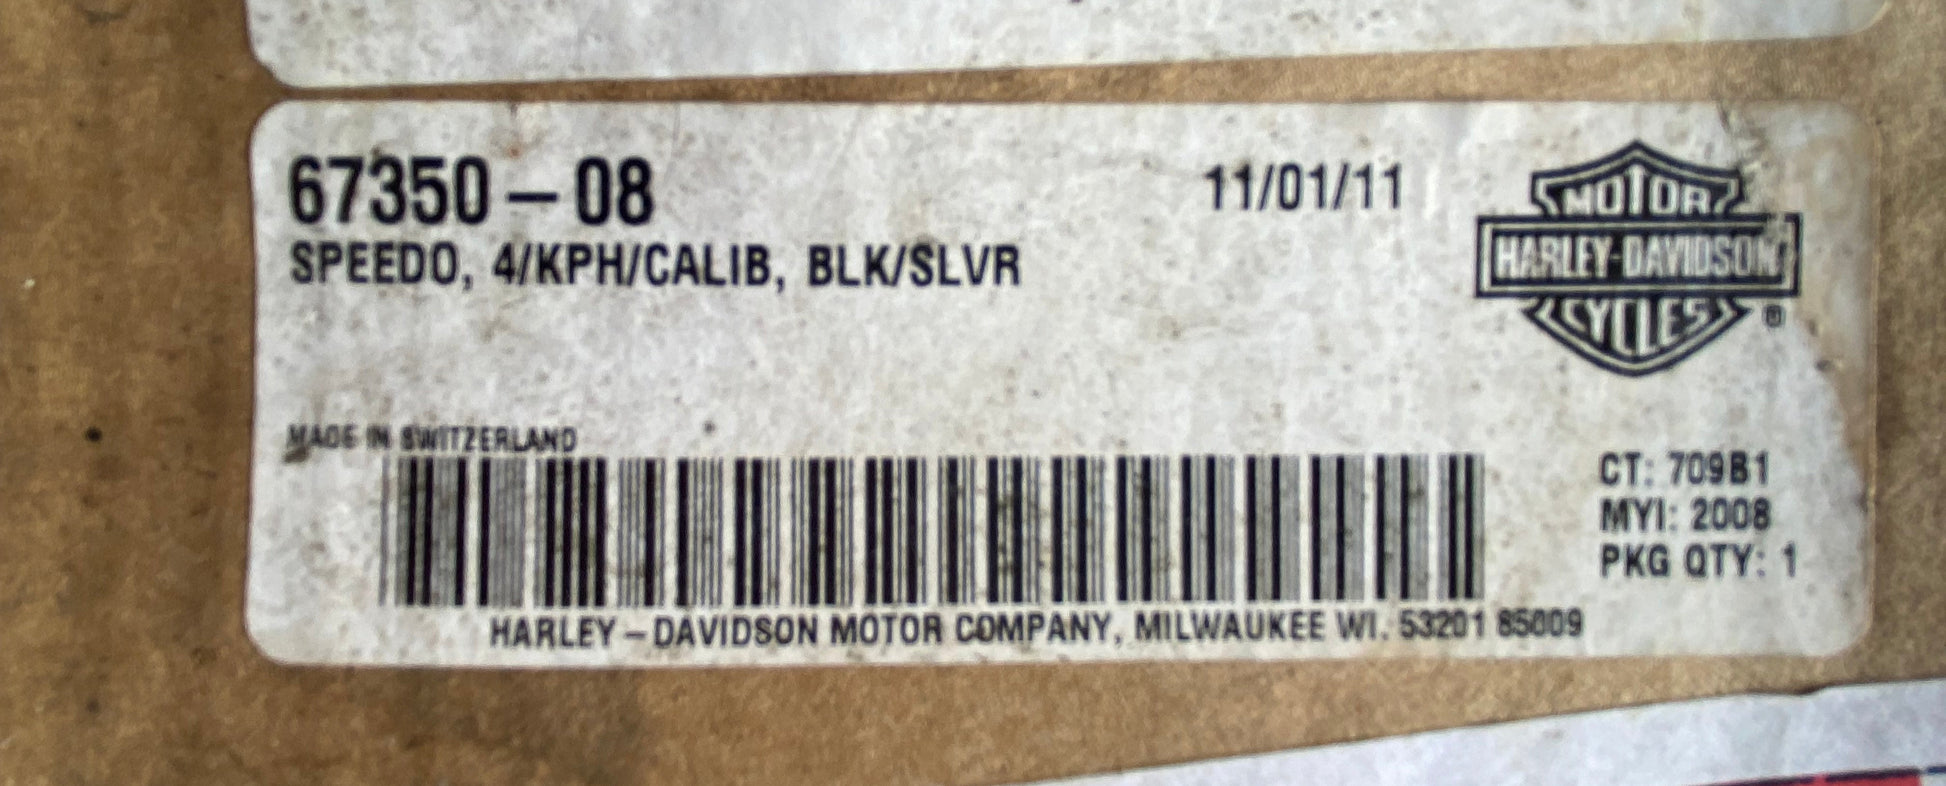 67350-08
11/01/11
SPEEDO, 4/KPH/CALIB, BLK/SLVR
MOTOR
HARLEY-DAVIDSON
CYCLES
®
MADE IN SWITZERLAND
CT: 709B1
MYI: 2008
PKG QTY: 1
HARLEY-DAVIDSON MOTOR COMPANY, MILWAUKEE WI. 53201 85009